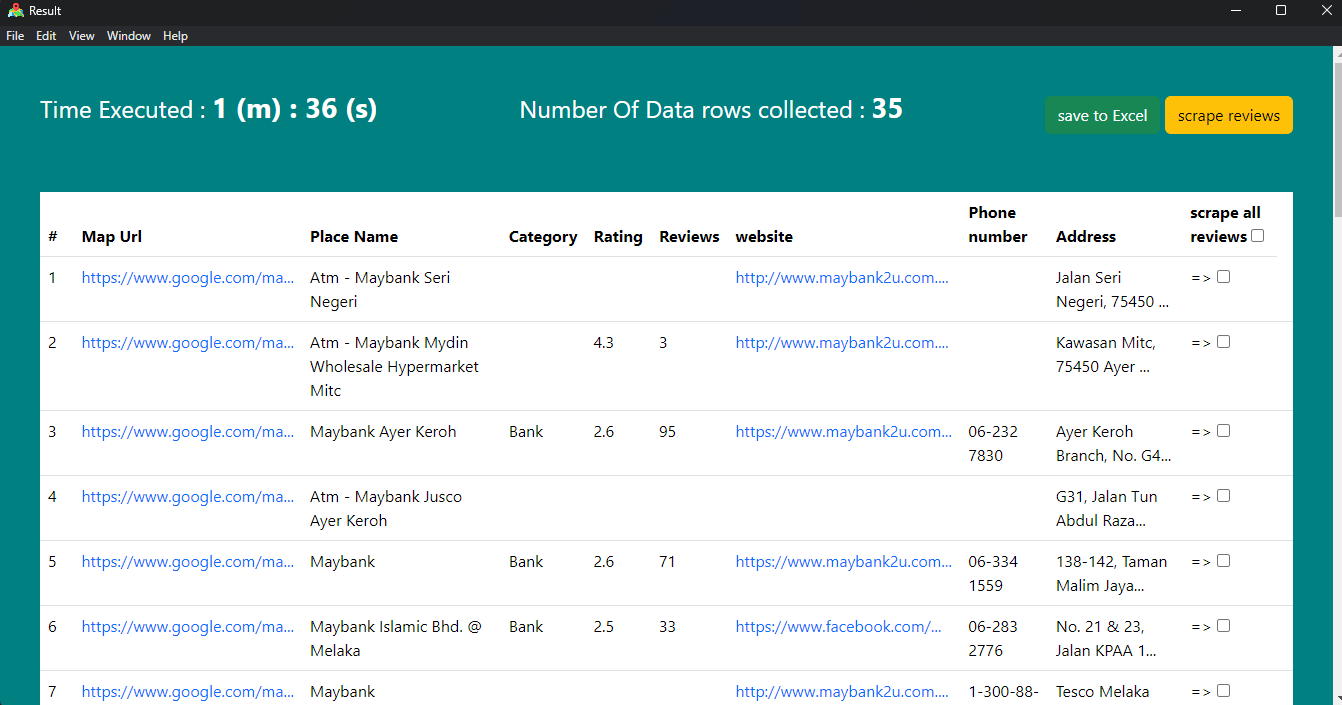 Result
File Edit View Window Help
Time Executed : 1 (m) : 36 (s) Number Of Data rows collected : 35 save to Excel scrape reviews
# Map Url Place Name Category Rating Reviews website Phone number Address scrape all reviews
1 https://www.google.com/ma... Atm - Maybank Seri Negeri http://www.maybank2u.com.... Jalan Seri Negeri, 75450 ... =>
2 https://www.google.com/ma... Atm - Maybank Mydin Wholesale Hypermarket Mitc 4.3 3 http://www.maybank2u.com.... Kawasan Mitc, 75450 Ayer ... =>
3 https://www.google.com/ma... Maybank Ayer Keroh Bank 2.6 95 https://www.maybank2u.com... 06-232 7830 Ayer Keroh Branch, No. G4... =>
4 https://www.google.com/ma... Atm - Maybank Jusco Ayer Keroh G31, Jalan Tun Abdul Raza... =>
5 https://www.google.com/ma... Maybank Bank 2.6 71 https://www.maybank2u.com... 06-334 1559 138-142, Taman Malim Jaya... =>
6 https://www.google.com/ma... Maybank Islamic Bhd. @ Melaka Bank 2.5 33 https://www.facebook.com/... 06-283 2776 No. 21 & 23, Jalan KPAA 1... =>
7 https://www.google.com/ma... Maybank http://www.maybank2u.com.... 1-300-88- Tesco Melaka =>